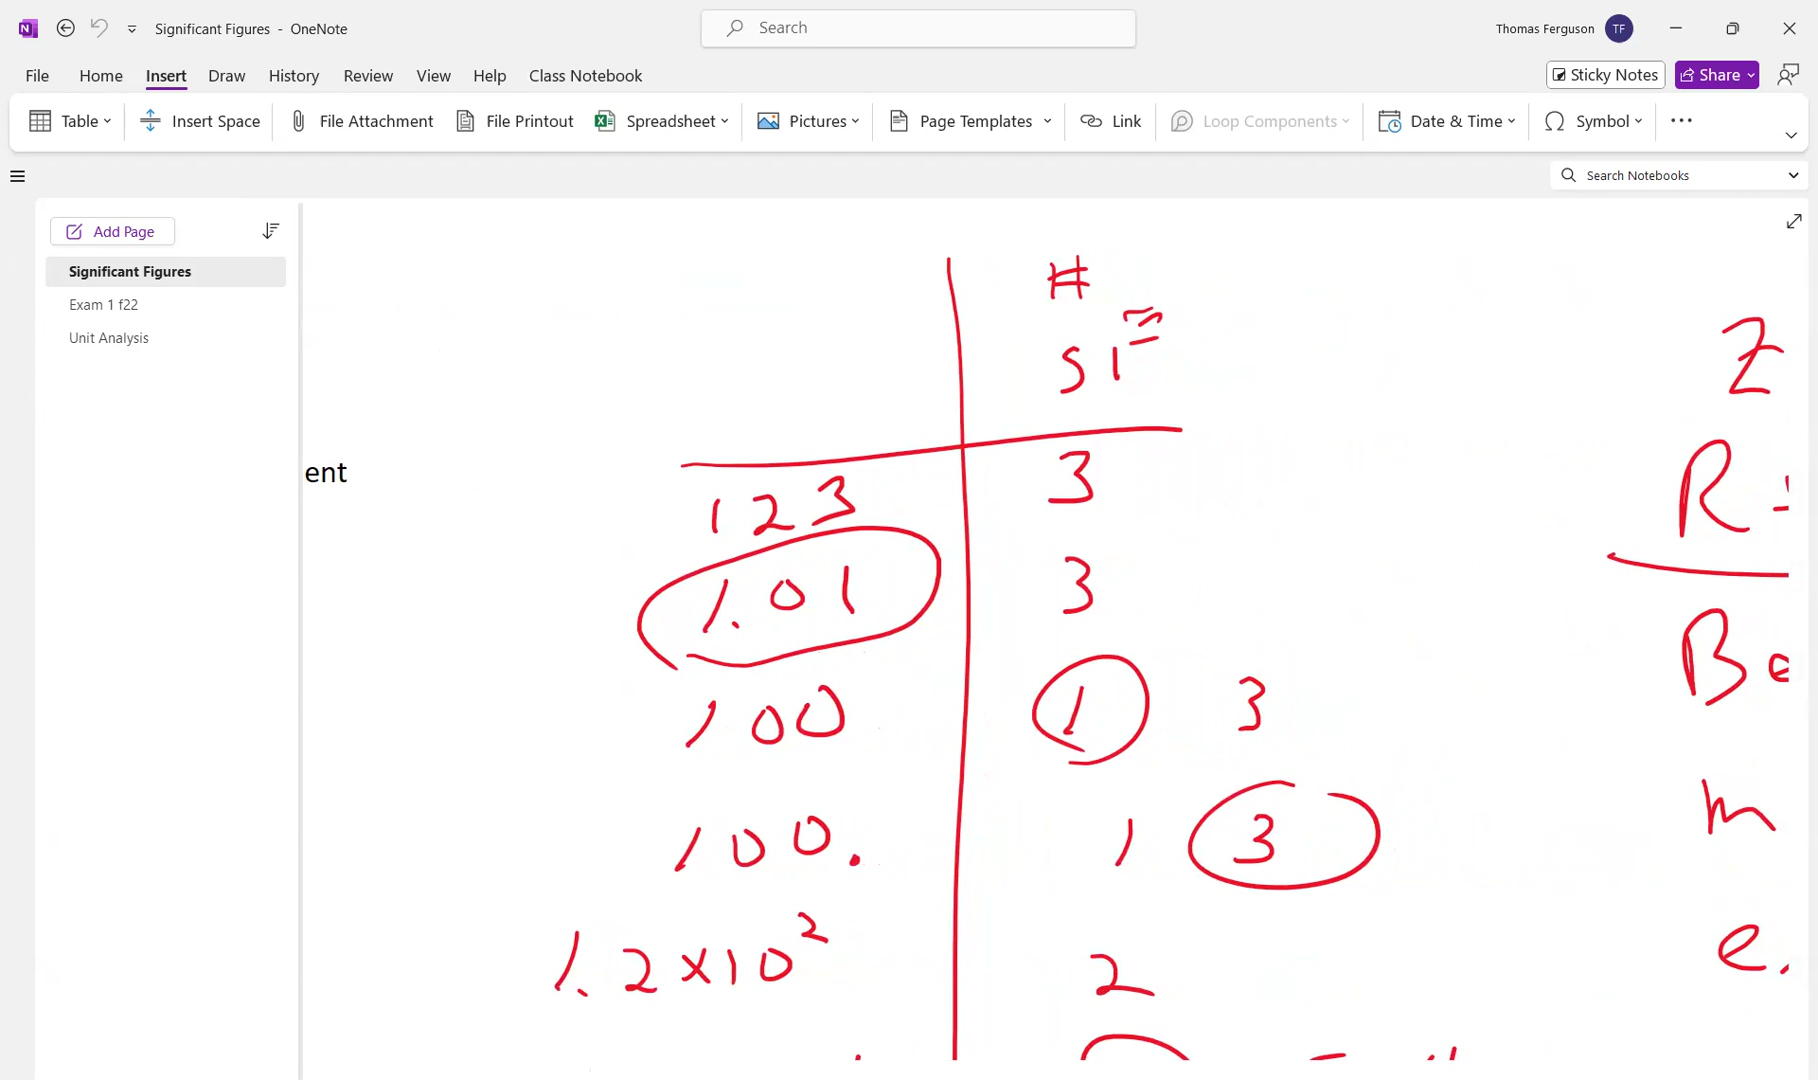 Significant Figures - OneNote
Search
Thomas Ferguson TF
File Home Insert Draw History Review View Help Class Notebook
Sticky Notes Share
Table Insert Space File Attachment File Printout Spreadsheet Pictures Page Templates Link Loop Components Date & Time Symbol
Search Notebooks
Add Page
Significant Figures
Exam 1 f22
Unit Analysis
ent
#
SF
123 3
1.01 3
100 1 3
100. 1 3
1.2×10² 2
Z
R
B
m
e.